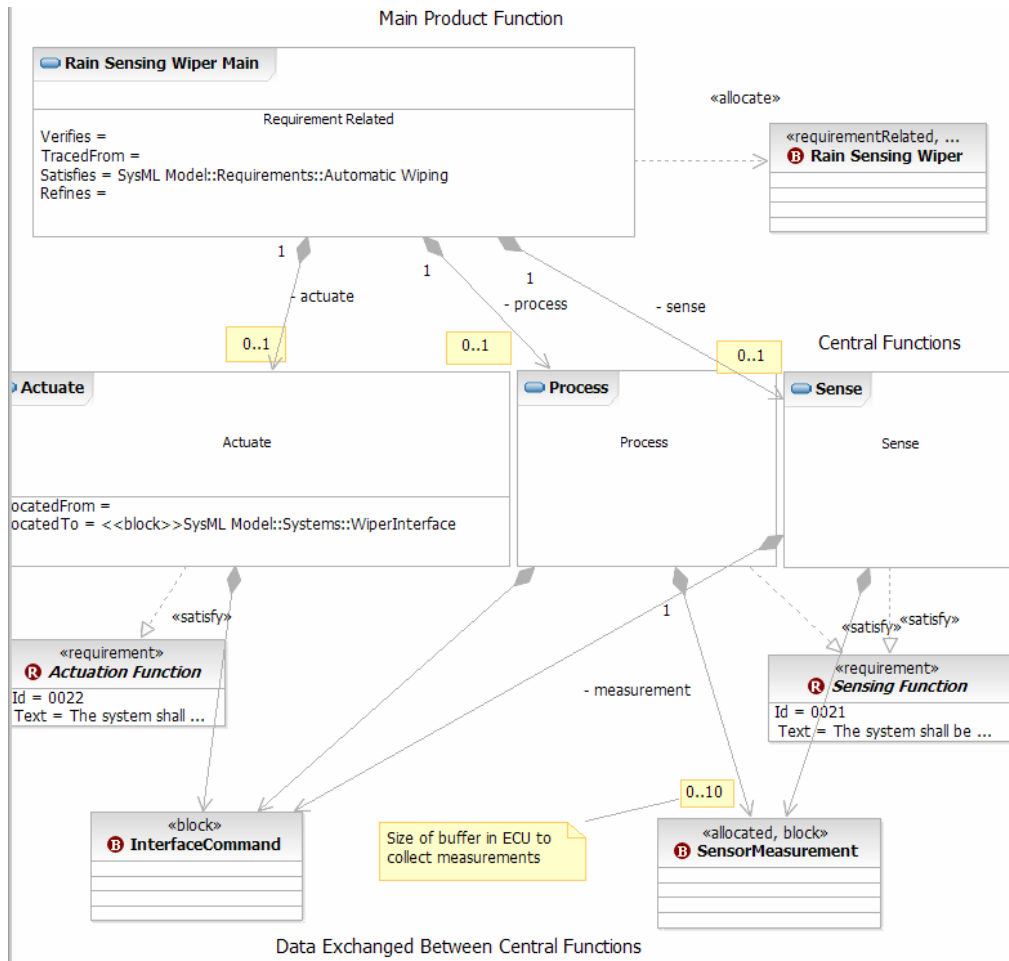 Main Product Function
Rain Sensing Wiper Main
Requirement Related
Verifies =
TracedFrom =
Satisfies = SysML Model::Requirements::Automatic Wiping
Refines =
«allocate»
«requirementRelated, ...
B Rain Sensing Wiper
1
1
1
- actuate
- process
- sense
0..1
0..1
0..1
Central Functions
Actuate
Actuate
ocatedFrom =
ocatedTo = <<block>>SysML Model::Systems::WiperInterface
Process
Process
Sense
Sense
«satisfy»
1
«satisfy»
«satisfy»
«requirement»
R Actuation Function
Id = 0022
Text = The system shall ...
- measurement
«requirement»
R Sensing Function
Id = 0021
Text = The system shall be ...
0..10
«block»
B InterfaceCommand
Size of buffer in ECU to
collect measurements
«allocated, block»
B SensorMeasurement
Data Exchanged Between Central Functions